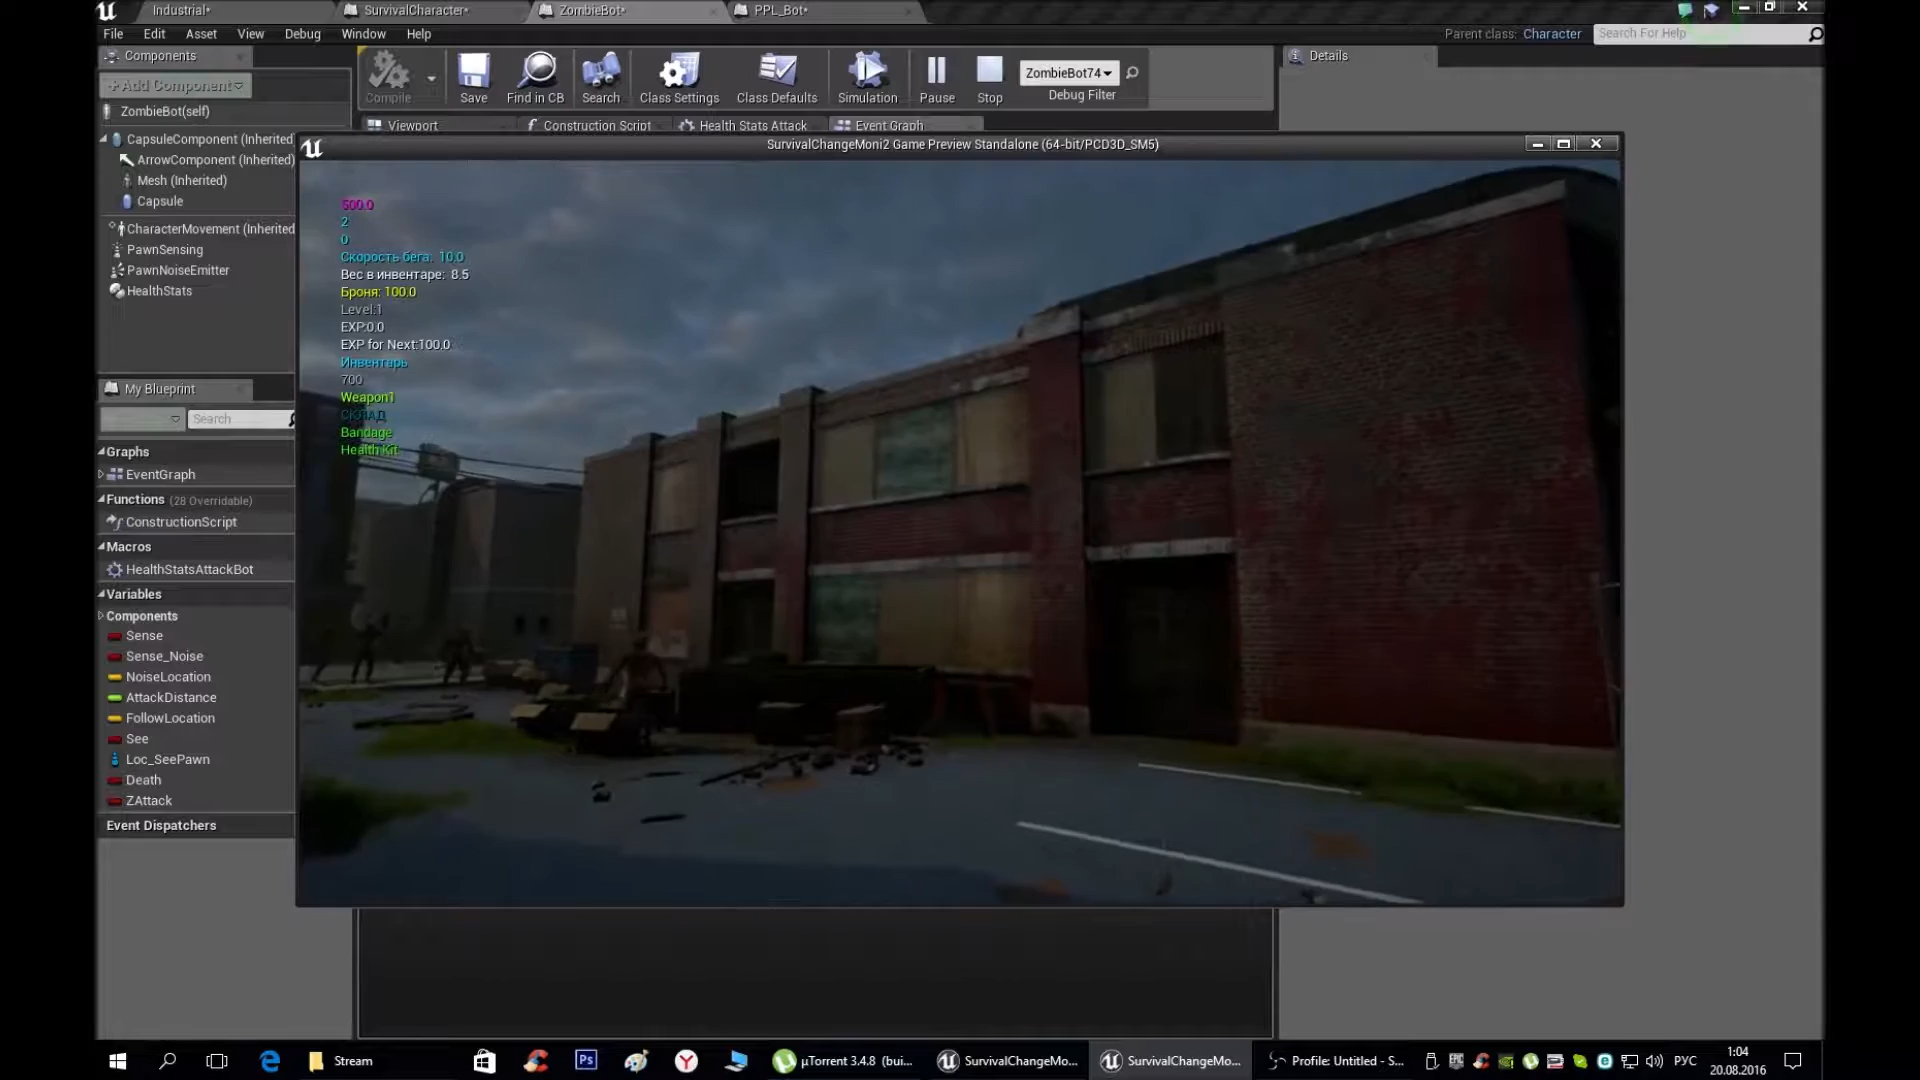 Industrial*
SurvivalCharacter*
ZombieBot*
PPL_Bot*
File Edit Asset View Debug Window Help
Parent class: Character
Search For Help
Components
+Add Component
ZombieBot(self)
CapsuleComponent (Inherited)
ArrowComponent (Inherited)
Mesh (Inherited)
Capsule
CharacterMovement (Inherited
PawnSensing
PawnNoiseEmitter
HealthStats
Compile
Save
Find in CB
Search
Class Settings
Class Defaults
Simulation
Pause
Stop
ZombieBot74
Debug Filter
Details
Viewport
Construction Script
Health Stats Attack
Event Graph
SurvivalChangeMoni2 Game Preview Standalone (64-bit/PCD3D_SM5)
500.0
2
0
Скорость бега: 10.0
Вес в инвентаре: 8.5
Броня: 100.0
Level:1
EXP:0.0
EXP for Next:100.0
Инвентарь
700
Weapon1
СКЛАД
Bandage
Health Kit
My Blueprint
Search
Graphs
EventGraph
Functions (28 Overridable)
ConstructionScript
Macros
HealthStatsAttackBot
Variables
Components
Sense
Sense_Noise
NoiseLocation
AttackDistance
FollowLocation
See
Loc_SeePawn
Death
ZAttack
Event Dispatchers
Stream
Ps
µTorrent 3.4.8 (bui...
SurvivalChangeMo...
SurvivalChangeMo...
Profile: Untitled - S...
РУС
1:04
20.08.2016